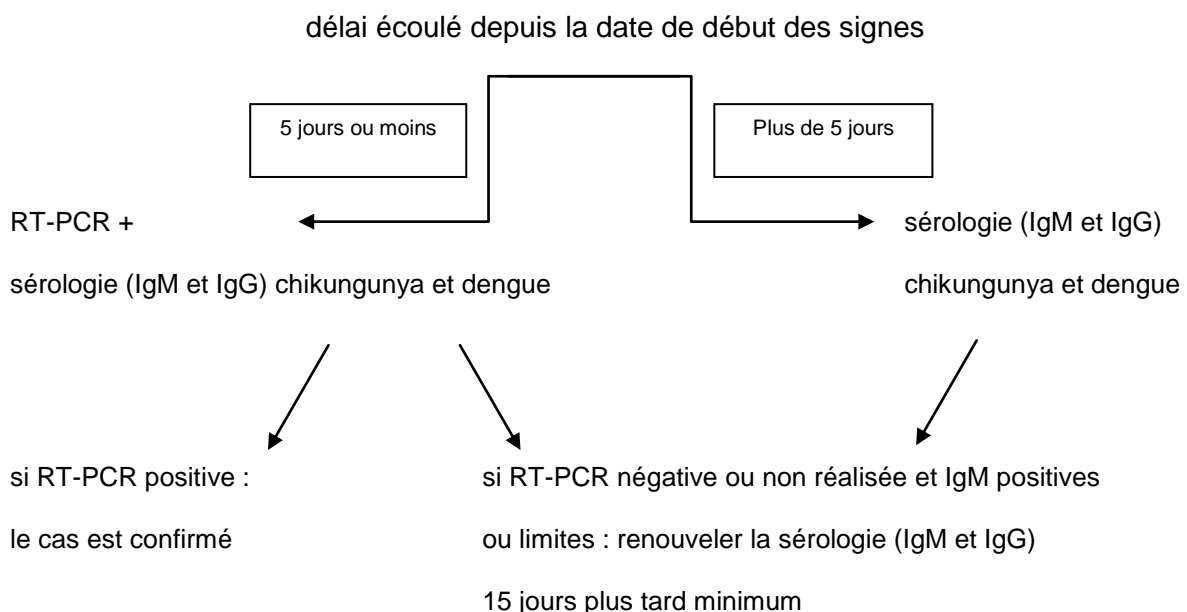 délai écoulé depuis la date de début des signes
5 jours ou moins
Plus de 5 jours
RT-PCR +
sérologie (IgM et IgG) chikungunya et dengue
sérologie (IgM et IgG)
chikungunya et dengue
si RT-PCR positive :
le cas est confirmé
si RT-PCR négative ou non réalisée et IgM positives
ou limites : renouveler la sérologie (IgM et IgG)
15 jours plus tard minimum